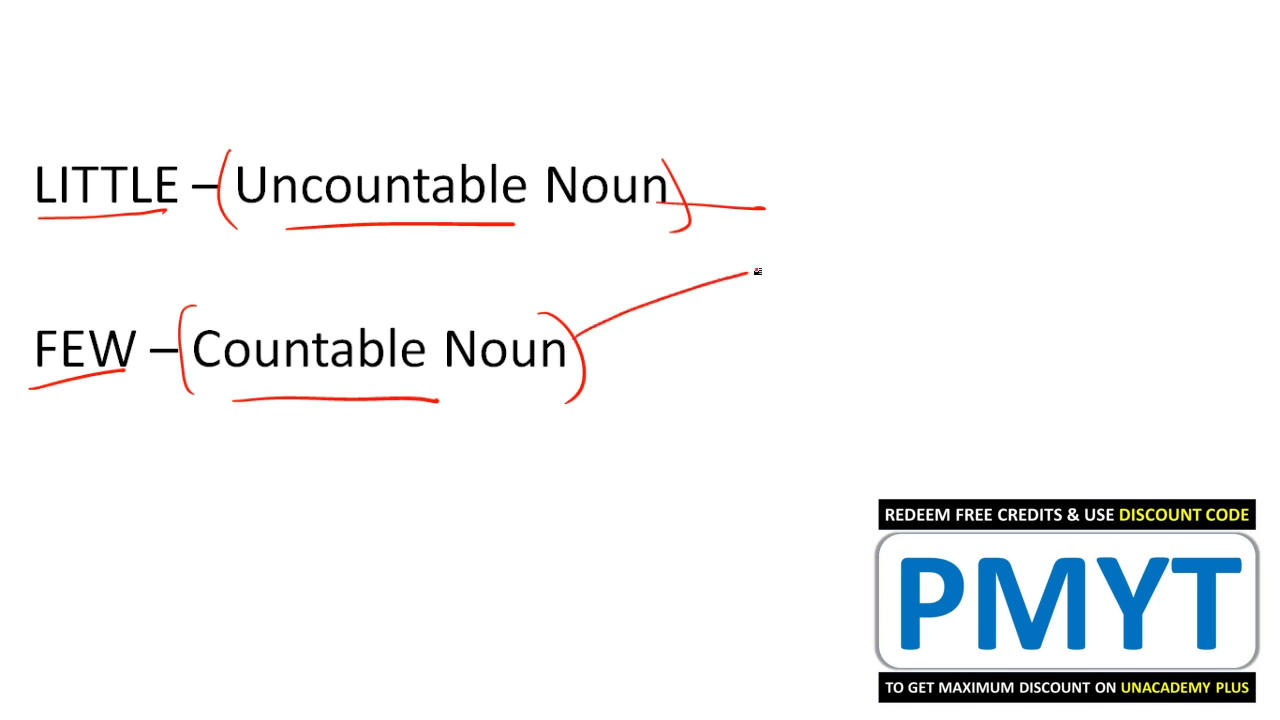 LITTLE – Uncountable Noun
FEW – Countable Noun
REDEEM FREE CREDITS & USE DISCOUNT CODE
PMYT
TO GET MAXIMUM DISCOUNT ON UNACADEMY PLUS